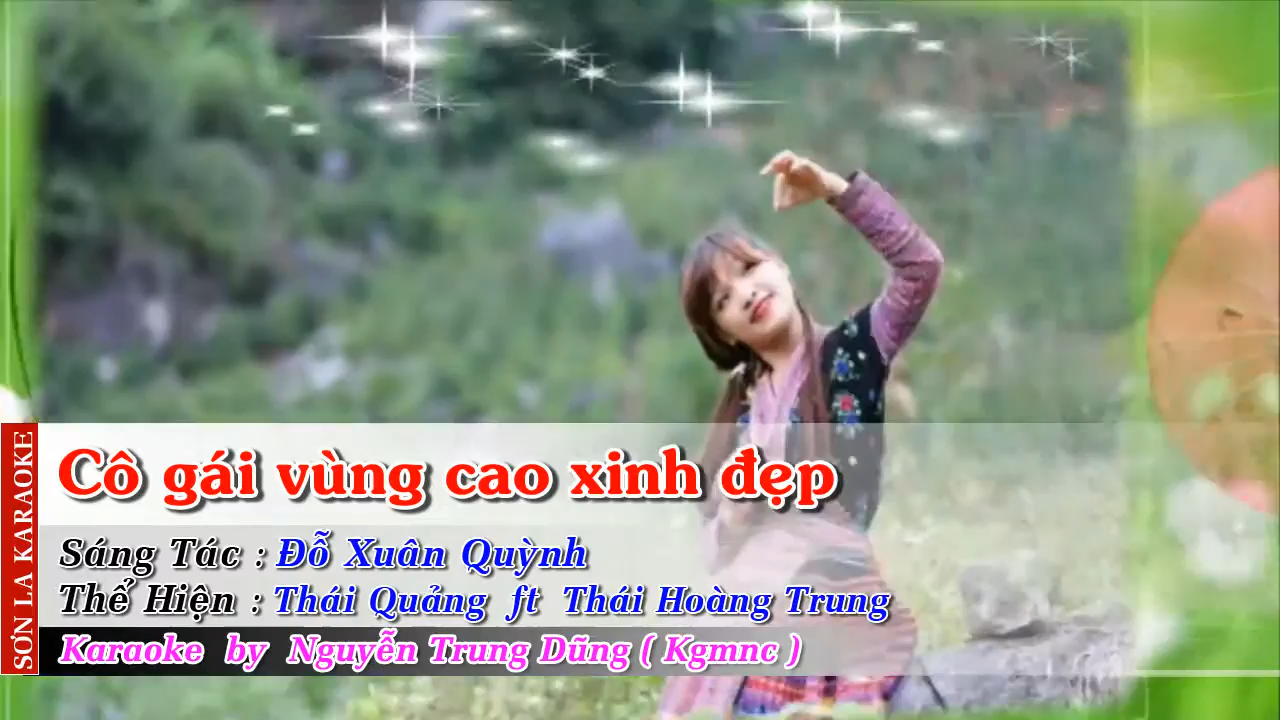 SƠN LA KARAOKE
Cô gái vùng cao xinh đẹp
Sáng Tác : Đỗ Xuân Quỳnh
Thể Hiện : Thái Quảng ft Thái Hoàng Trung
Karaoke by Nguyễn Trung Dũng ( Kgmnc )